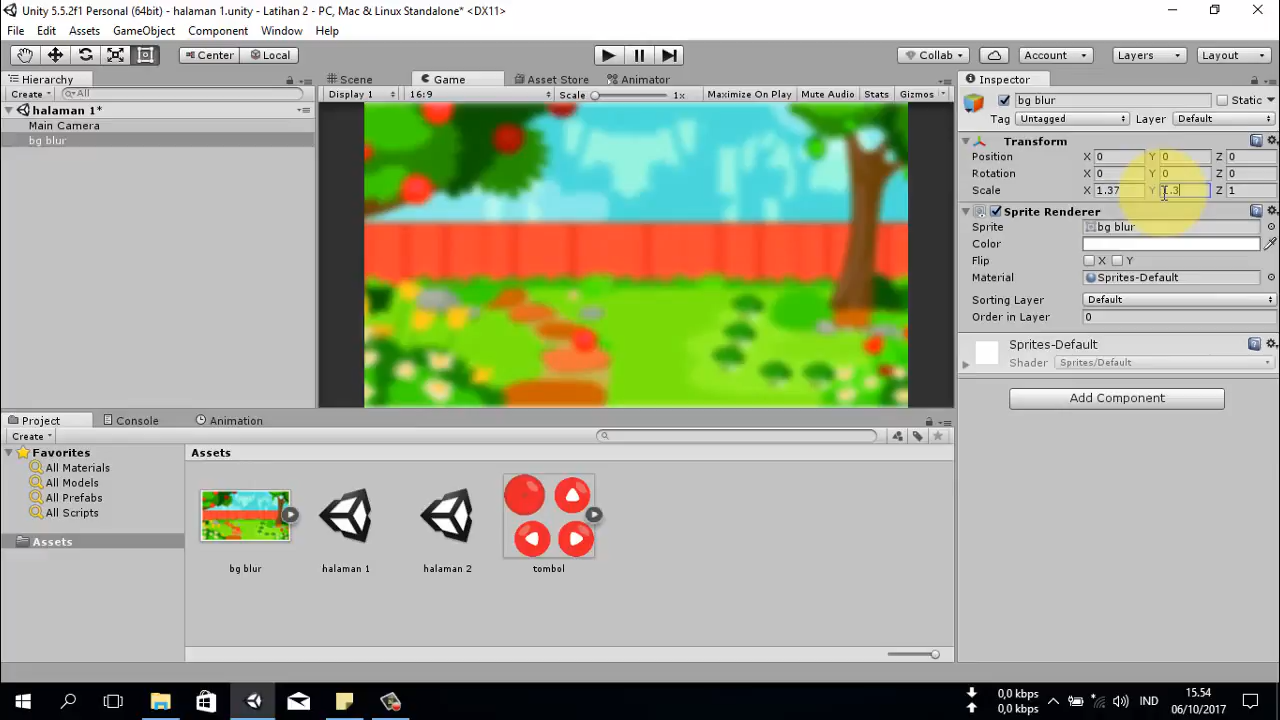 Unity 5.5.2f1 Personal (64bit) - halaman 1.unity - Latihan 2 - PC, Mac & Linux Standalone* <DX11>
File Edit Assets GameObject Component Window Help
Center Local Collab Account Layers Layout
Hierarchy Scene Game Asset Store Animator Inspector
Create All Display 1 16:9 Scale 1x Maximize On Play Mute Audio Stats Gizmos bg blur Static
halaman 1* Tag Untagged Layer Default
Main Camera
bg blur
Transform
Position X 0 Y 0 Z 0
Rotation X 0 Y 0 Z 0
Scale X 1.37 Y 1.3 Z 1
Sprite Renderer
Sprite bg blur
Color
Flip X Y
Material Sprites-Default
Sorting Layer Default
Order in Layer 0
Sprites-Default
Shader Sprites/Default
Add Component
Project Console Animation
Create
Favorites Assets
All Materials
All Models
All Prefabs
All Scripts
Assets
bg blur halaman 1 halaman 2 tombol
0,0 kbps
0,0 kbps
IND
15.54
06/10/2017